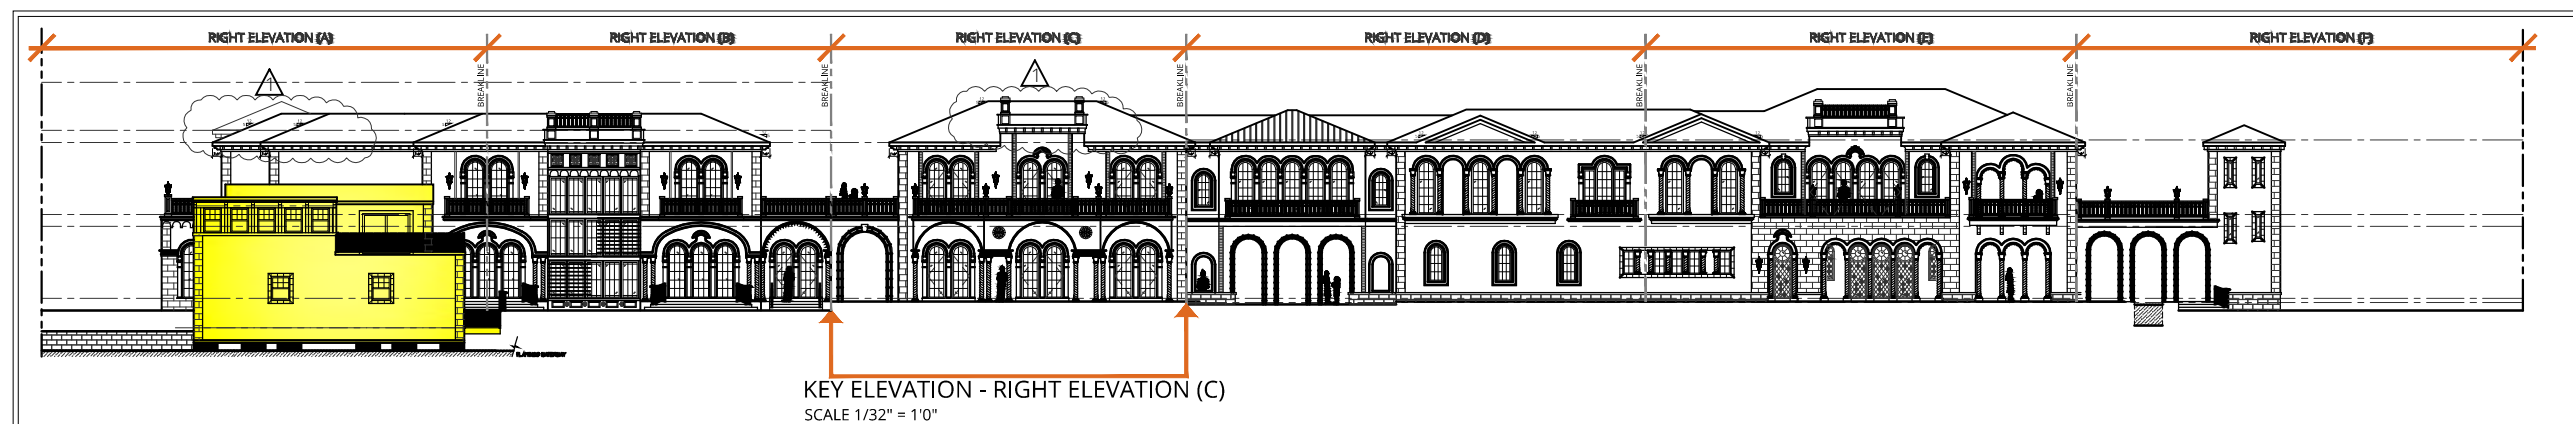 RIGHT ELEVATION (A)
RIGHT ELEVATION (B)
RIGHT ELEVATION (C)
RIGHT ELEVATION (D)
RIGHT ELEVATION (E)
RIGHT ELEVATION (F)
BREAKLINE
BREAKLINE
BREAKLINE
BREAKLINE
BREAKLINE
1
1
KEY ELEVATION - RIGHT ELEVATION (C)
SCALE 1/32" = 1'0"